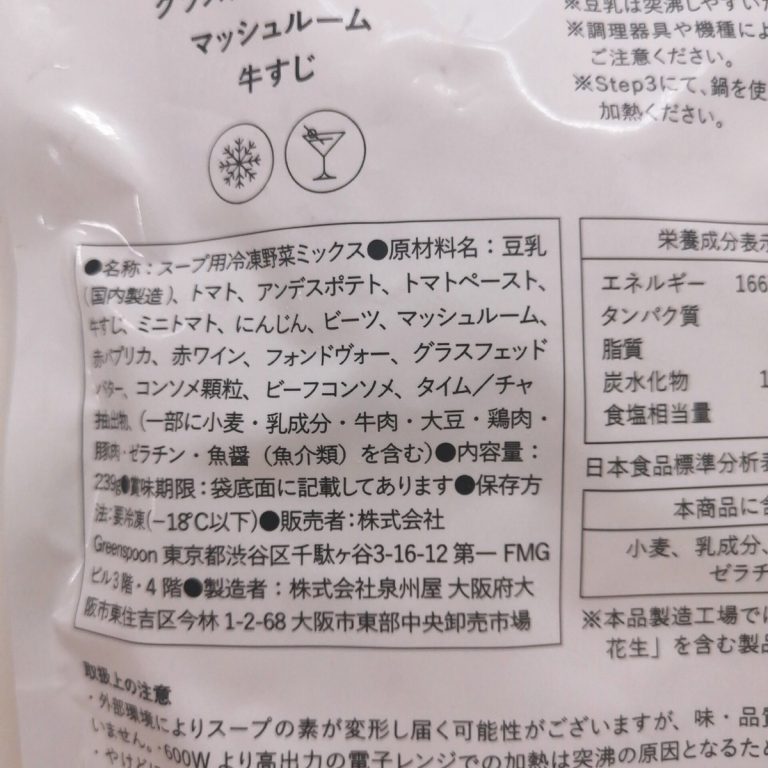 マッシュルーム
牛すじ
※豆乳は突沸しやすい
※調理器具や機種によ
ご注意ください。
※Step3にて、鍋を使
加熱ください。
●名称：スープ用冷凍野菜ミックス●原材料名：豆乳
(国内製造)、トマト、アンデスポテト、トマトペースト、
牛すじ、ミニトマト、にんじん、ビーツ、マッシュルーム、
赤パプリカ、赤ワイン、フォンドヴォー、グラスフェッド
バター、コンソメ顆粒、ビーフコンソメ、タイム／チャ
抽出物、(一部に小麦・乳成分・牛肉・大豆・鶏肉・
豚肉・ゼラチン・魚醤（魚介類）を含む)●内容量：
239g●賞味期限：袋底面に記載してあります●保存方
法：要冷凍(−18℃以下)●販売者：株式会社
Greenspoon 東京都渋谷区千駄ヶ谷3-16-12 第一 FMG
ビル3階・4階●製造者：株式会社泉州屋 大阪府大
阪市東住吉区今林 1-2-68 大阪市東部中央卸売市場
栄養成分表示
エネルギー 166
タンパク質
脂質
炭水化物 1
食塩相当量
日本食品標準分析表
本商品に含
小麦、乳成分、
ゼラチ
※本品製造工場では
花生」を含む製品
取扱上の注意
・外部環境によりスープの素が変形し届く可能性がございますが、味・品質
いません。・600W より高出力の電子レンジでの加熱は突沸の原因となるため
・やけど